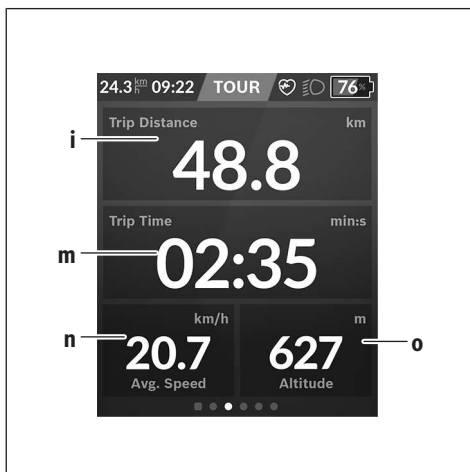 24.3 km/h 09:22 TOUR 76%
Trip Distance km
i
48.8
Trip Time min:s
m
02:35
km/h m
n
o
20.7 627
Avg. Speed Altitude